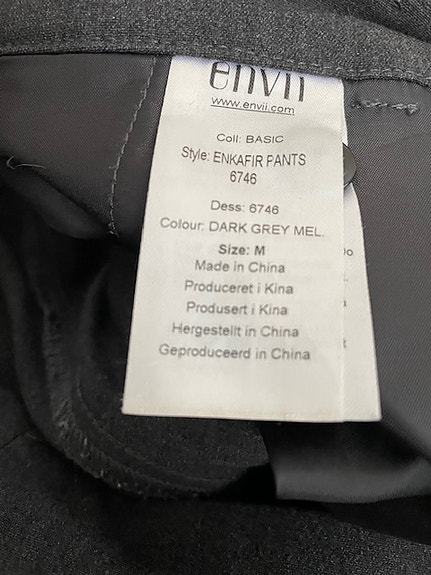 envii
www.envii.com
Coll: BASIC
Style: ENKAFIR PANTS
6746
Dess: 6746
Colour: DARK GREY MEL.
Size: M
Made in China
Produceret i Kina
Produsert i Kina
Hergestellt in China
Geproduceerd in China